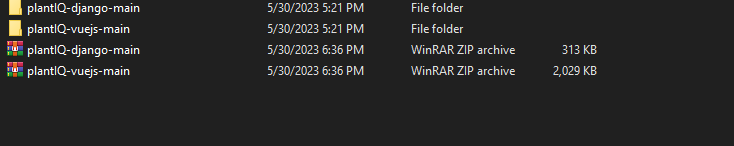 plantIQ-django-main 5/30/2023 5:21 PM File folder
plantIQ-vuejs-main 5/30/2023 5:21 PM File folder
plantIQ-django-main 5/30/2023 6:36 PM WinRAR ZIP archive 313 KB
plantIQ-vuejs-main 5/30/2023 6:36 PM WinRAR ZIP archive 2,029 KB